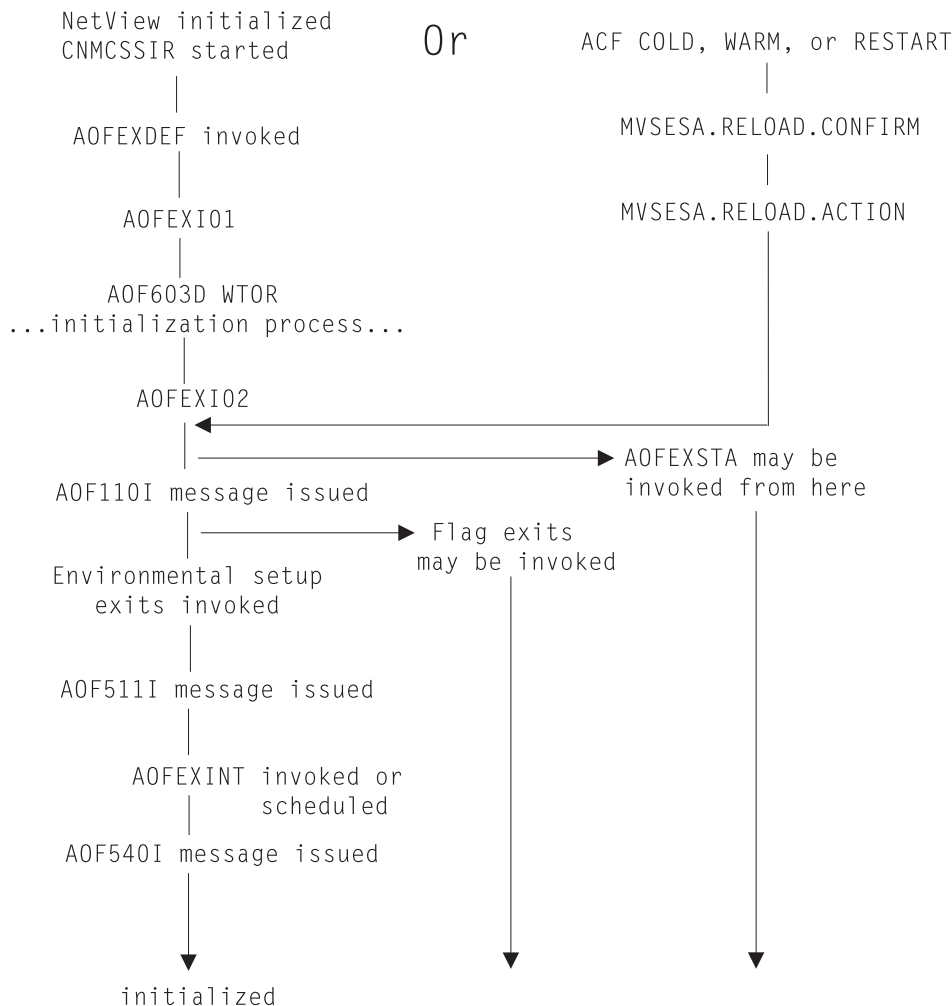 NetView initialized
CNMCSSIR started
Or
ACF COLD, WARM, or RESTART
MVSESA.RELOAD.CONFIRM
AOFEXDEF invoked
MVSESA.RELOAD.ACTION
AOFEXI01
AOF603D WTOR
...initialization process...
AOFEXI02
AOFEXSTA may be
invoked from here
AOF110I message issued
Flag exits
may be invoked
Environmental setup
exits invoked
AOF511I message issued
AOFEXINT invoked or
scheduled
AOF540I message issued
initialized